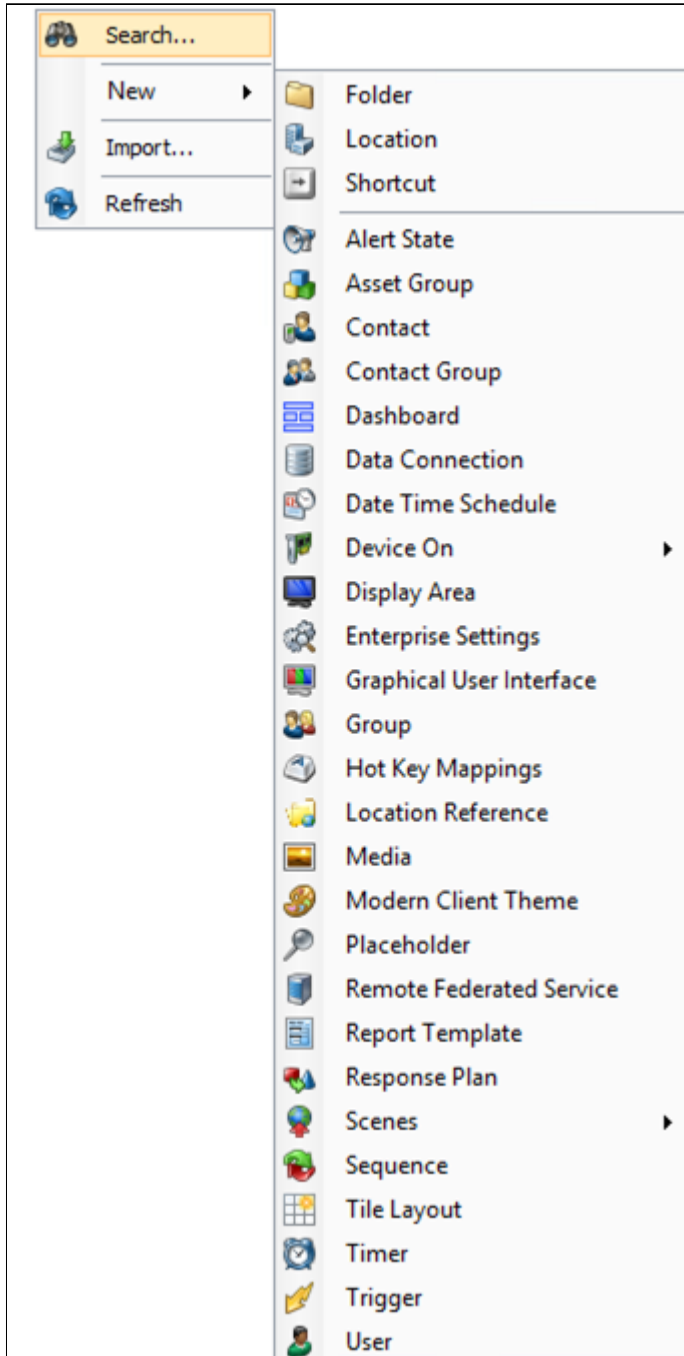 Search...
New
Import...
Refresh
Folder
Location
Shortcut
Alert State
Asset Group
Contact
Contact Group
Dashboard
Data Connection
Date Time Schedule
Device On
Display Area
Enterprise Settings
Graphical User Interface
Group
Hot Key Mappings
Location Reference
Media
Modern Client Theme
Placeholder
Remote Federated Service
Report Template
Response Plan
Scenes
Sequence
Tile Layout
Timer
Trigger
User